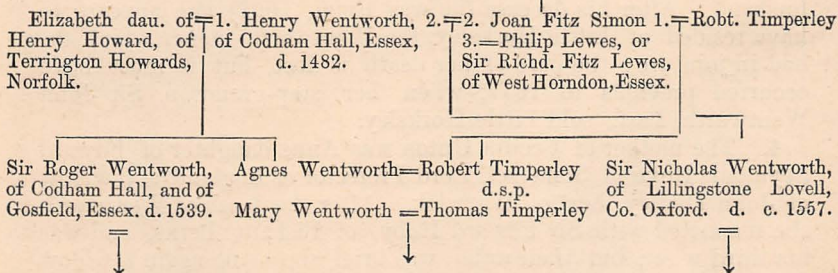 Elizabeth dau. of=1. Henry Wentworth, 2.=2. Joan Fitz Simon 1.=Robt. Timperley
Henry Howard, of of Codham Hall, Essex, 3.=Philip Lewes, or
Terrington Howards, d. 1482. Sir Richd. Fitz Lewes,
Norfolk. of West Horndon, Essex.
Sir Roger Wentworth, Agnes Wentworth=Robert Timperley Sir Nicholas Wentworth,
of Codham Hall, and of d.s.p. of Lillingstone Lovell,
Gosfield, Essex. d. 1539. Mary Wentworth =Thomas Timperley Co. Oxford. d. c. 1557.
= =